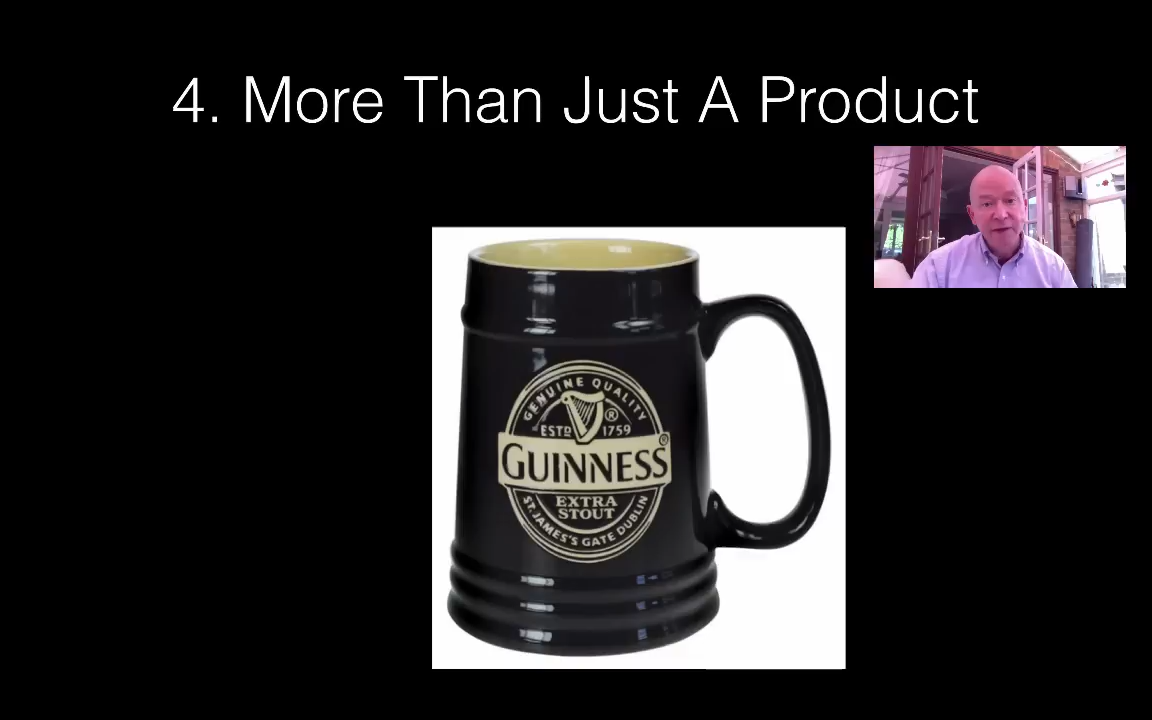 4. More Than Just A Product
GENUINE QUALITY
ESTD 1759
®
GUINNESS®
EXTRA
STOUT
ST. JAMES'S GATE DUBLIN